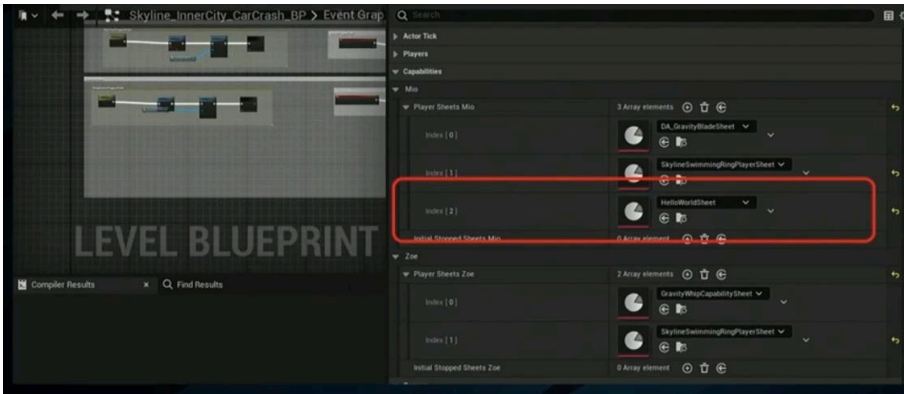 Skyline_InnerCity_CarCrash_BP > Event Grap
Search
Actor Tick
Players
Capabilities
Mio
Player Sheets Mio
3 Array elements
Index [ 0 ]
DA_GravityBladeSheet
Index [ 1 ]
SkylineSwimmingRingPlayerSheet
Index [ 2 ]
HelloWorldSheet
Initial Stopped Sheets Mio
0 Array element
LEVEL BLUEPRINT
Zoe
Player Sheets Zoe
2 Array elements
Compiler Results
Find Results
Index [ 0 ]
GravityWhipCapabilitySheet
Index [ 1 ]
SkylineSwimmingRingPlayerSheet
Initial Stopped Sheets Zoe
0 Array element